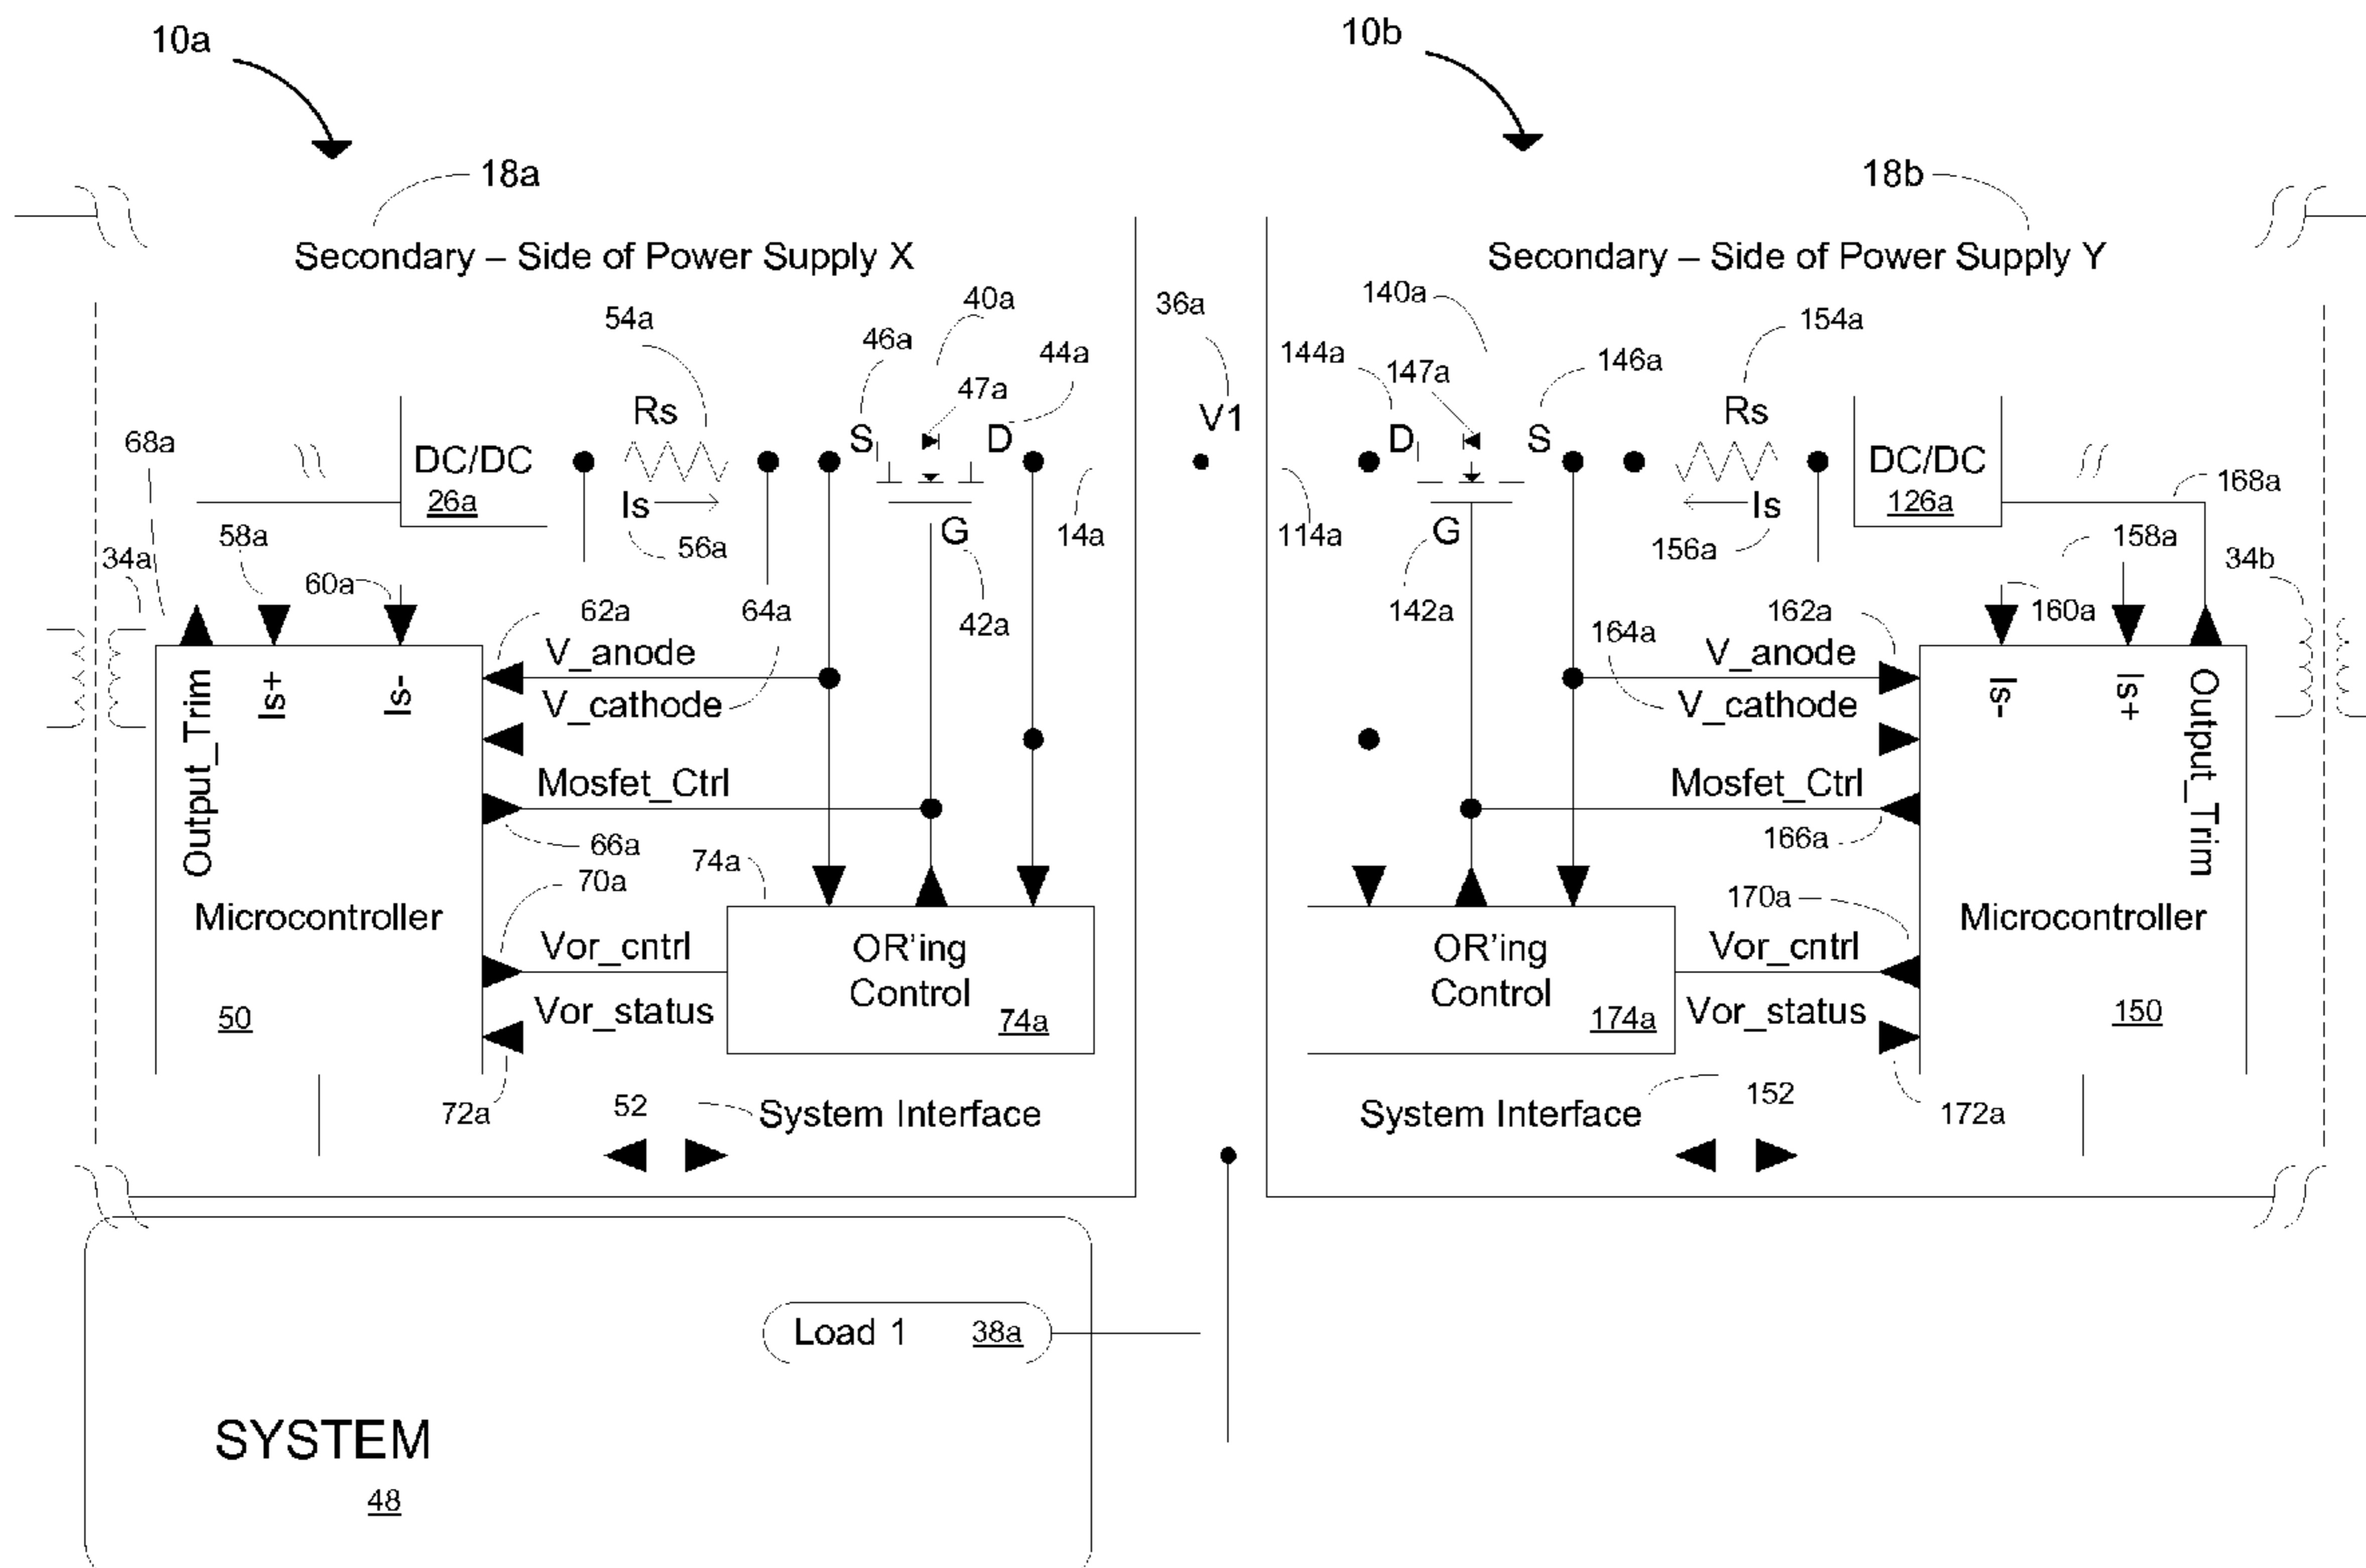 10a
10b
18a
18b
Secondary – Side of Power Supply X
Secondary – Side of Power Supply Y
54a
46a
40a
47a
44a
36a
140a
144a
147a
146a
154a
68a
Rs
S
D
V1
D
S
Rs
DC/DC
26a
Is
56a
G
42a
14a
114a
G
142a
Is
156a
DC/DC
126a
168a
34a
58a
60a
62a
64a
164a
162a
160a
158a
34b
Output_Trim
Is+
Is-
V_anode
V_cathode
Mosfet_Ctrl
66a
74a
70a
Microcontroller
50
Vor_cntrl
Vor_status
OR'ing
Control
74a
72a
52
System Interface
V_anode
V_cathode
Mosfet_Ctrl
166a
170a
Is-
Is+
Output_Trim
OR'ing
Control
174a
Vor_cntrl
Vor_status
Microcontroller
150
System Interface
152
172a
Load 1
38a
SYSTEM
48